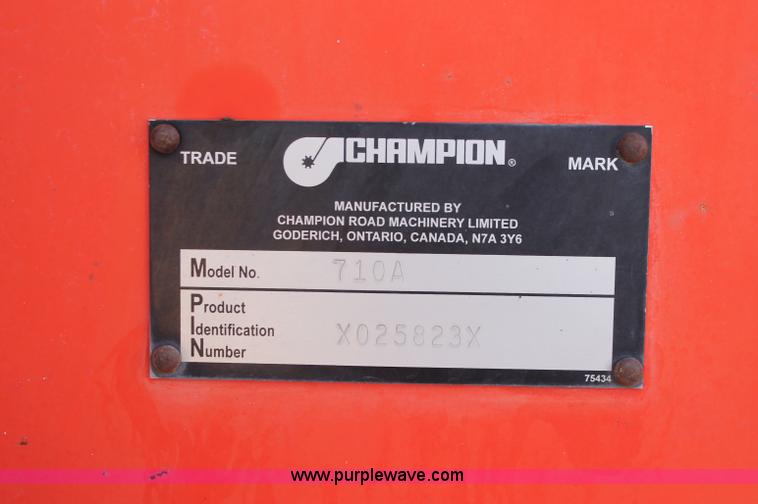 TRADE CHAMPION® MARK
MANUFACTURED BY
CHAMPION ROAD MACHINERY LIMITED
GODERICH, ONTARIO, CANADA, N7A 3Y6
Model No. 710A
Product
Identification X025823X
Number
75434
www.purplewave.com